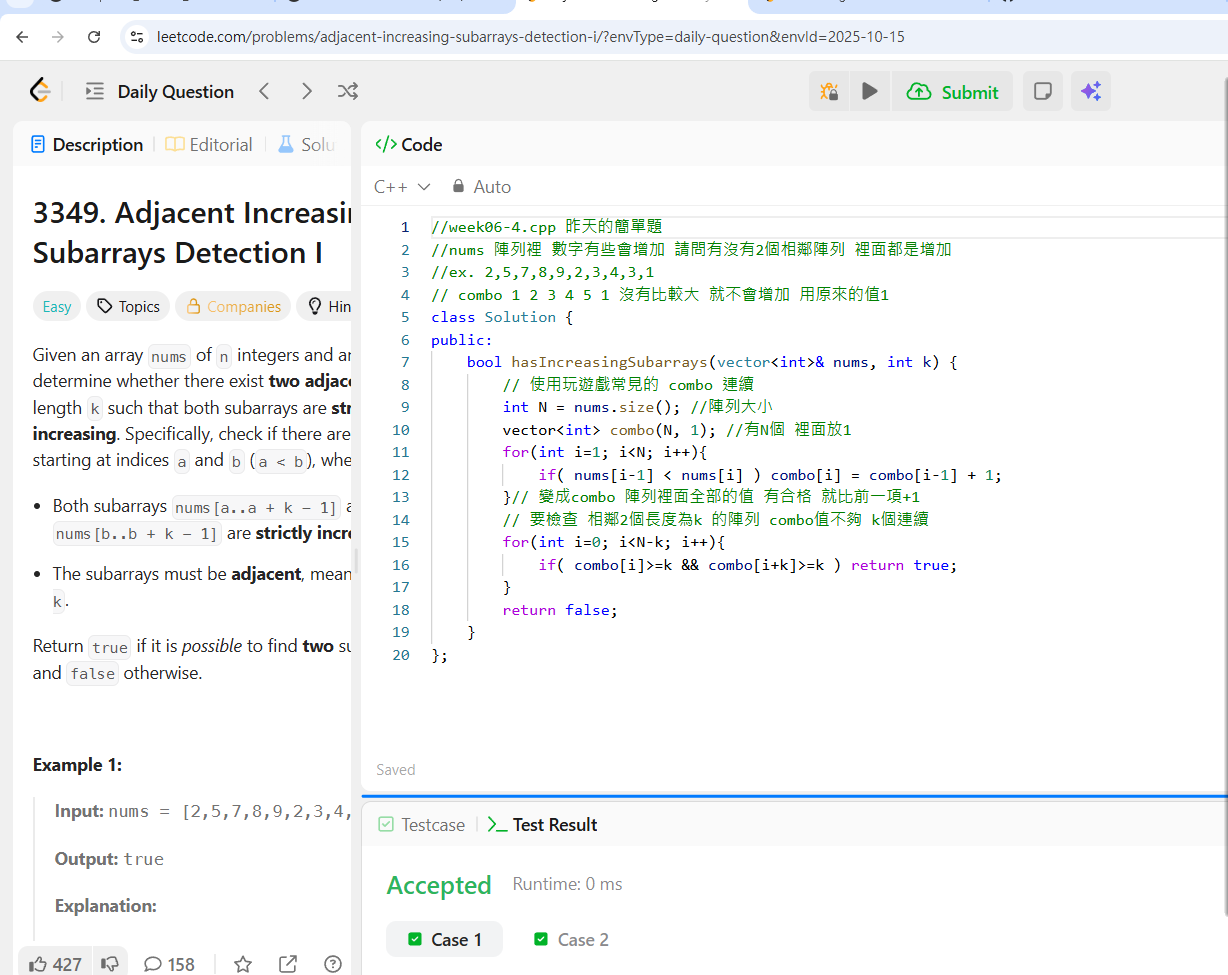 leetcode.com/problems/adjacent-increasing-subarrays-detection-i/?envType=daily-question&envId=2025-10-15
Daily Question
Submit
Description
Editorial
Solu
3349. Adjacent Increasin
Subarrays Detection I
Easy
Topics
Companies
Hin
Given an array nums of n integers and an
determine whether there exist two adjace
length k such that both subarrays are str
increasing. Specifically, check if there are
starting at indices a and b (a < b), whe
• Both subarrays nums[a..a + k - 1] a
nums[b..b + k - 1] are strictly incre
• The subarrays must be adjacent, mean
k.
Return true if it is possible to find two su
and false otherwise.
Example 1:
Input: nums = [2,5,7,8,9,2,3,4,
Output: true
Explanation:
427
158
</> Code
C++
Auto
1 //week06-4.cpp 昨天的簡單題
2 //nums 陣列裡 數字有些會增加 請問有沒有2個相鄰陣列 裡面都是增加
3 //ex. 2,5,7,8,9,2,3,4,3,1
4 // combo 1 2 3 4 5 1 沒有比較大 就不會增加 用原來的值1
5 class Solution {
6 public:
7 bool hasIncreasingSubarrays(vector<int>& nums, int k) {
8 // 使用玩遊戲常見的 combo 連續
9 int N = nums.size(); //陣列大小
10 vector<int> combo(N, 1); //有N個 裡面放1
11 for(int i=1; i<N; i++){
12 if( nums[i-1] < nums[i] ) combo[i] = combo[i-1] + 1;
13 }// 變成combo 陣列裡面全部的值 有合格 就比前一項+1
14 // 要檢查 相鄰2個長度為k 的陣列 combo值不夠 k個連續
15 for(int i=0; i<N-k; i++){
16 if( combo[i]>=k && combo[i+k]>=k ) return true;
17 }
18 return false;
19 }
20 };
Saved
Testcase
Test Result
Accepted
Runtime: 0 ms
Case 1
Case 2